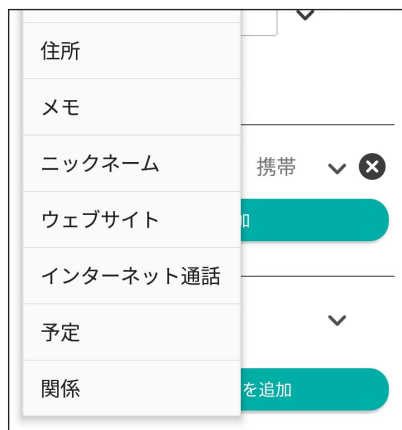 住所
メモ
ニックネーム
携帯
ウェブサイト
加
インターネット通話
予定
関係
を追加